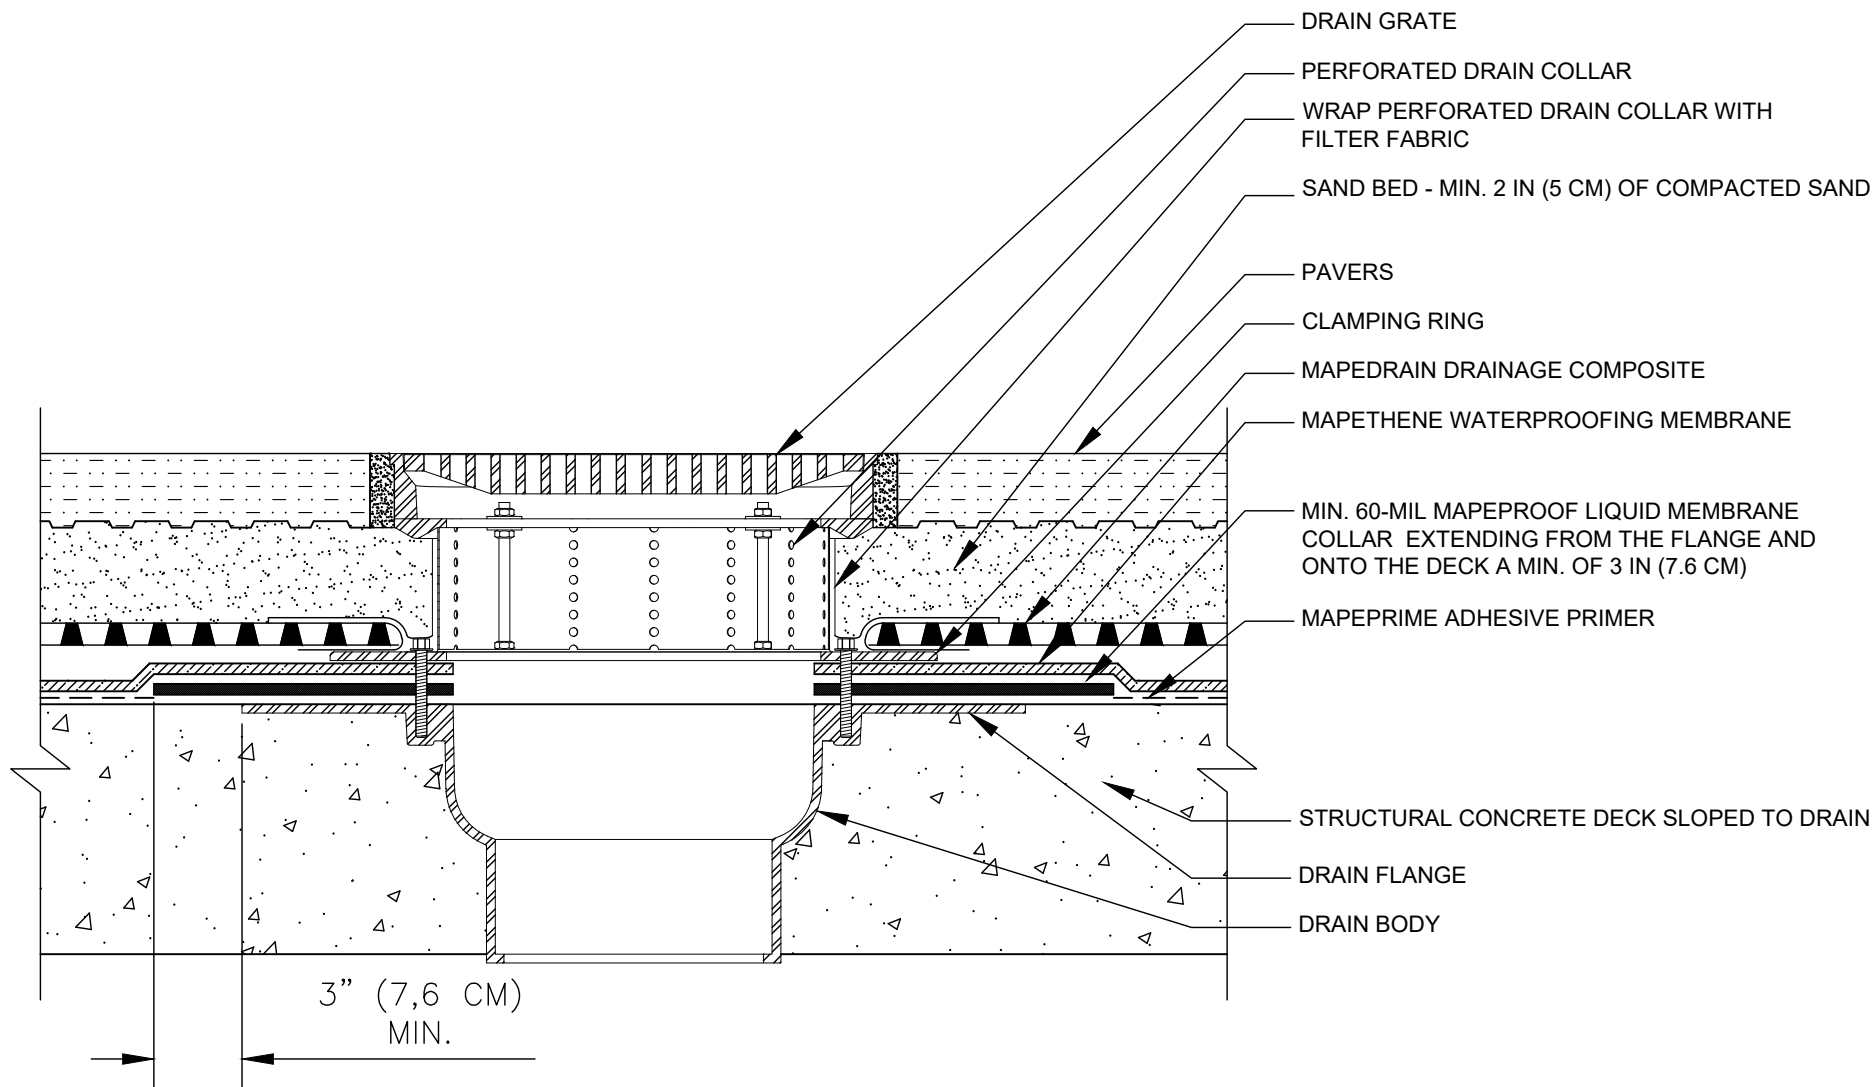 DRAIN GRATE
PERFORATED DRAIN COLLAR
WRAP PERFORATED DRAIN COLLAR WITH
FILTER FABRIC
SAND BED - MIN. 2 IN (5 CM) OF COMPACTED SAND
PAVERS
CLAMPING RING
MAPEDRAIN DRAINAGE COMPOSITE
MAPETHENE WATERPROOFING MEMBRANE
MIN. 60-MIL MAPEPROOF LIQUID MEMBRANE
COLLAR EXTENDING FROM THE FLANGE AND
ONTO THE DECK A MIN. OF 3 IN (7.6 CM)
MAPEPRIME ADHESIVE PRIMER
STRUCTURAL CONCRETE DECK SLOPED TO DRAIN
DRAIN FLANGE
DRAIN BODY
3” (7,6 CM)
MIN.